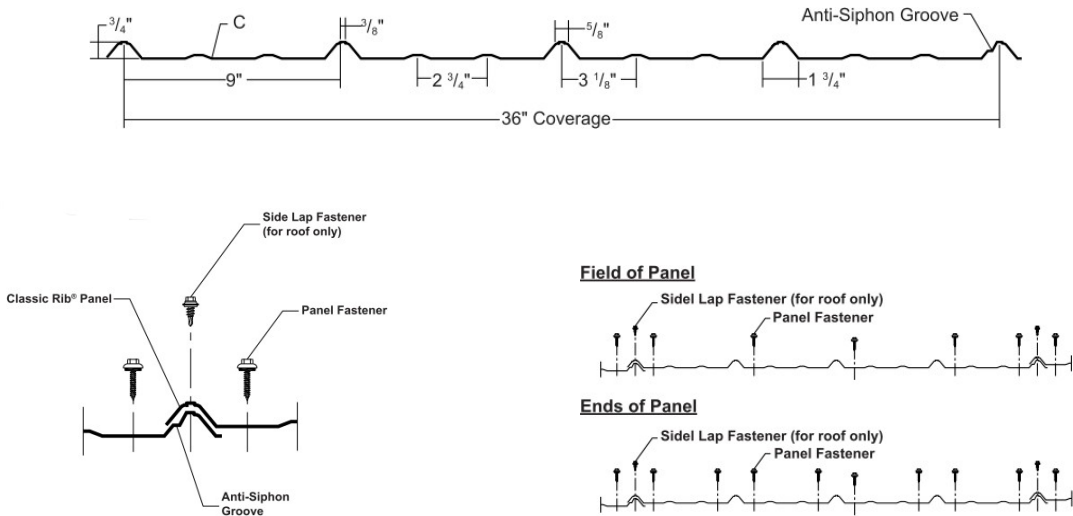 3/4"
C
3/8"
5/8"
Anti-Siphon Groove
9"
2 3/4"
3 1/8"
1 3/4"
36" Coverage
Side Lap Fastener
(for roof only)
Classic Rib® Panel
Panel Fastener
Anti-Siphon
Groove
Field of Panel
Sidel Lap Fastener (for roof only)
Panel Fastener
Ends of Panel
Sidel Lap Fastener (for roof only)
Panel Fastener